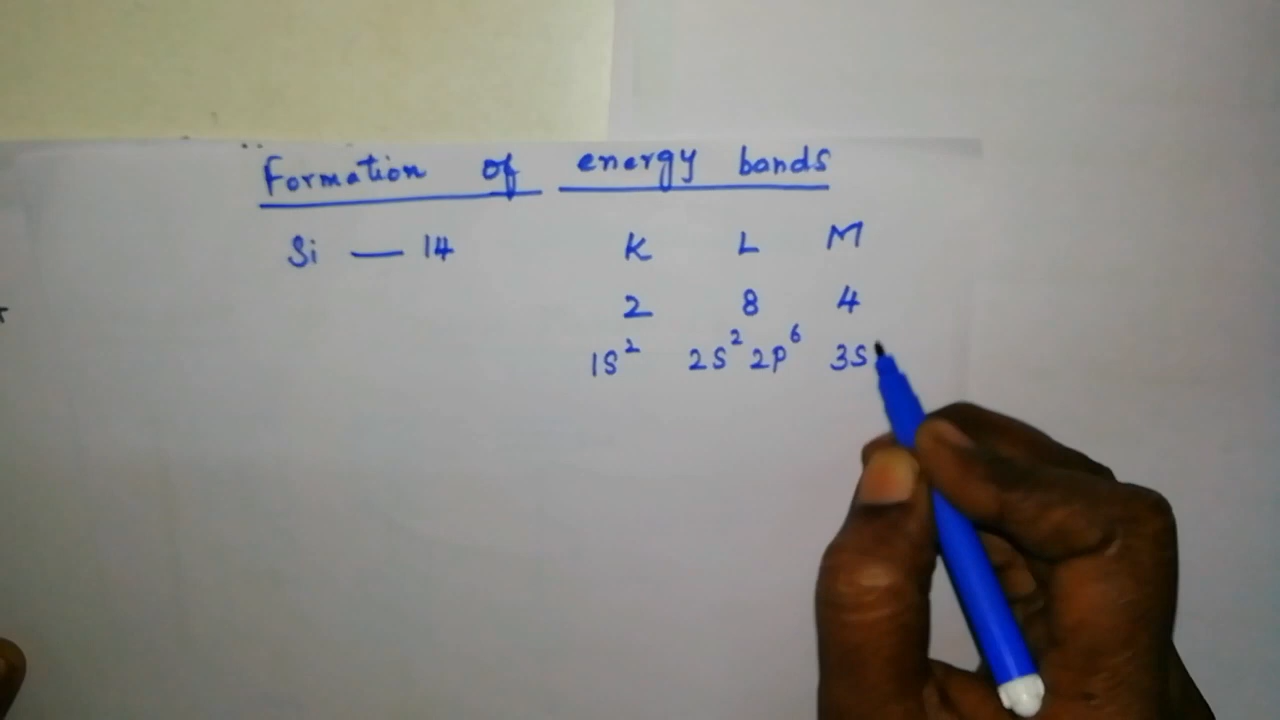 Formation of energy bands
Si — 14 K L M
2 8 4
1s² 2s² 2p⁶ 3s